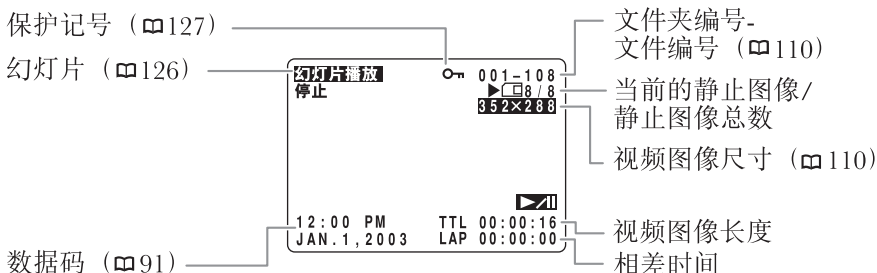 保护记号（127）
幻灯片（126）
数据码（91）
幻灯片播放
停止
001-108
8/8
352×288
12:00 PM
JAN.1,2003
TTL 00:00:16
LAP 00:00:00
文件夹编号-
文件编号（110）
当前的静止图像/
静止图像总数
视频图像尺寸（110）
视频图像长度
相差时间